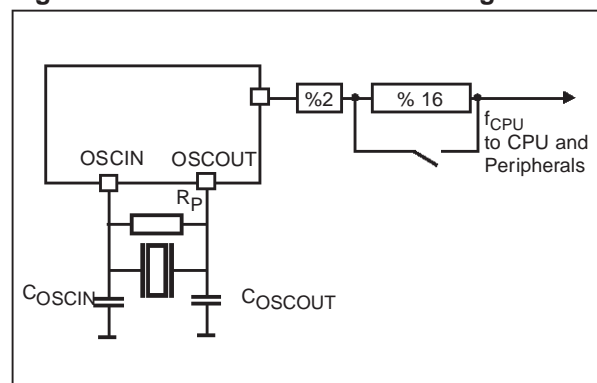 %2
% 16
fCPU
to CPU and
Peripherals
OSCIN
OSCOUT
RP
COSCIN
COSCOUT